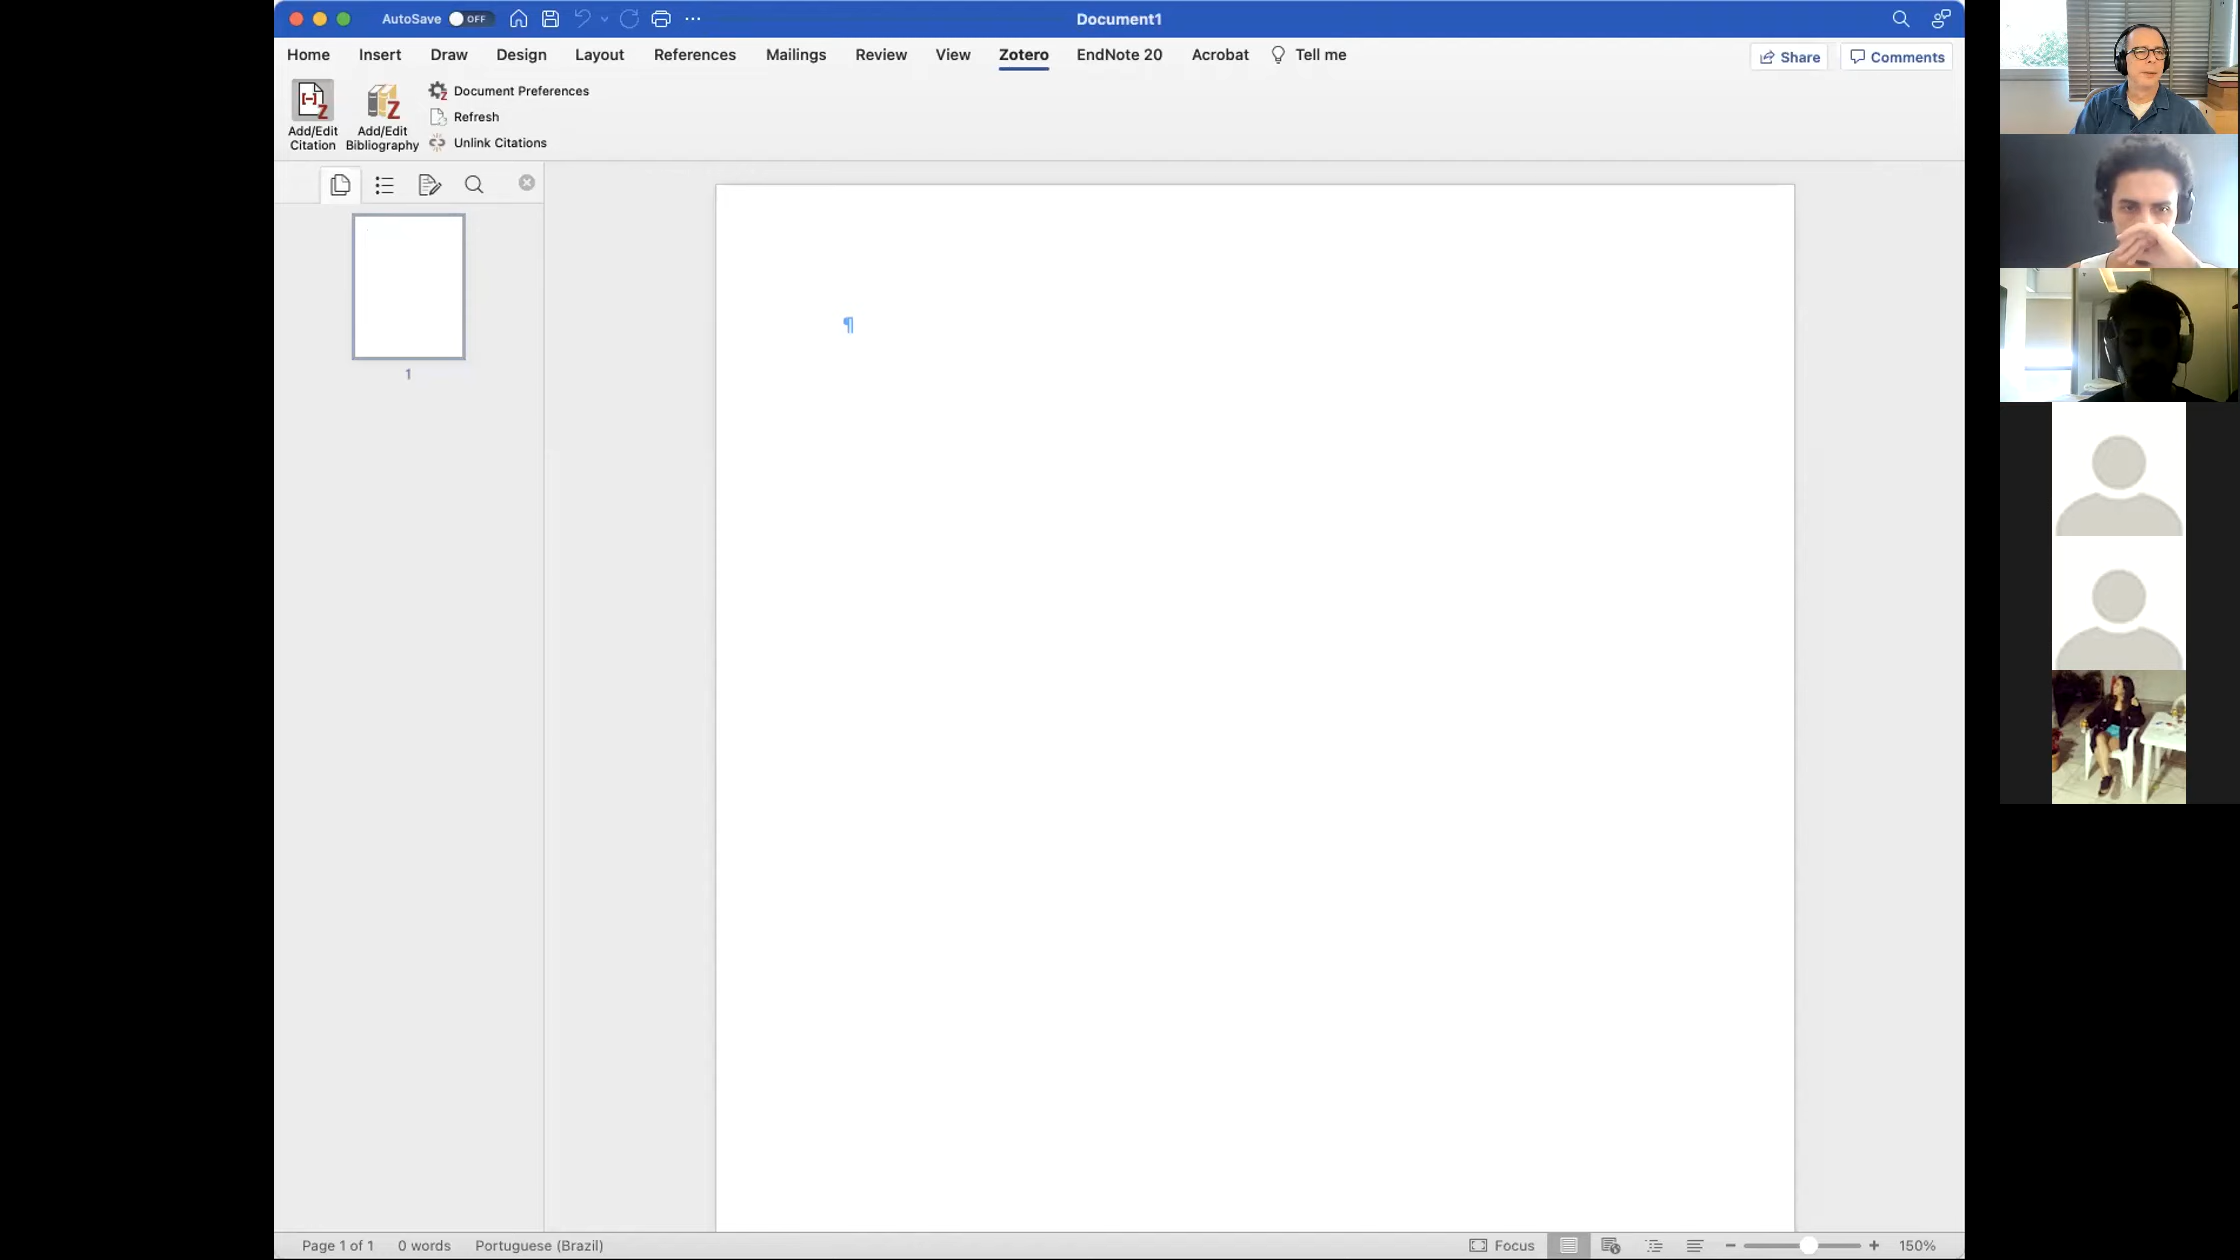 AutoSave OFF Document1
Home Insert Draw Design Layout References Mailings Review View Zotero EndNote 20 Acrobat Tell me Share Comments
Add/Edit Citation
Add/Edit Bibliography
Document Preferences
Refresh
Unlink Citations
¶
1
Page 1 of 1 0 words Portuguese (Brazil) Focus 150%